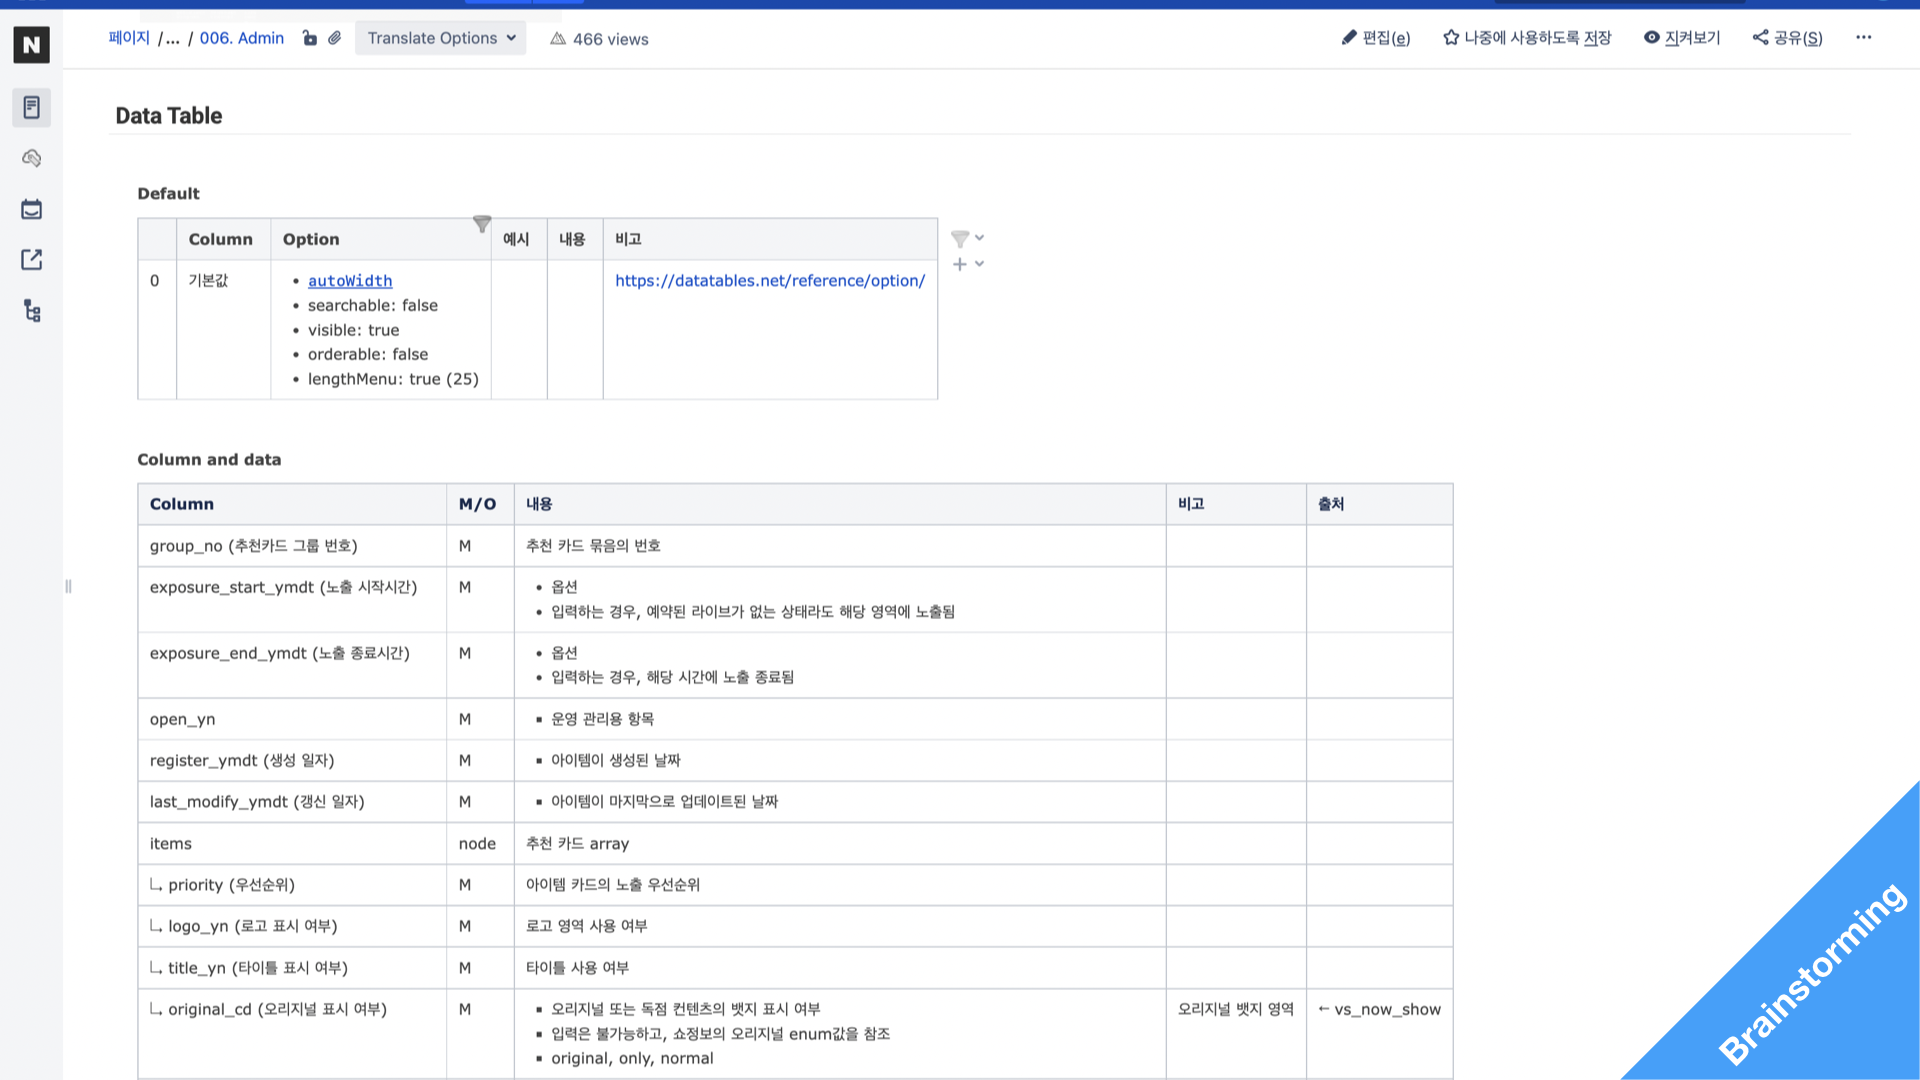 N
페이지 /... / 006. Admin
Translate Options
466 views
편집(e)
나중에 사용하도록 저장
지켜보기
공유(S)
Data Table
Default
Column Option 예시 내용 비고
0 기본값 • autoWidth https://datatables.net/reference/option/
• searchable: false
• visible: true
• orderable: false
• lengthMenu: true (25)
Column and data
Column M/O 내용 비고 출처
group_no (추천카드 그룹 번호) M 추천 카드 묶음의 번호
exposure_start_ymdt (노출 시작시간) M • 옵션
• 입력하는 경우, 예약된 라이브가 없는 상태라도 해당 영역에 노출됨
exposure_end_ymdt (노출 종료시간) M • 옵션
• 입력하는 경우, 해당 시간에 노출 종료됨
open_yn M ▪ 운영 관리용 항목
register_ymdt (생성 일자) M ▪ 아이템이 생성된 날짜
last_modify_ymdt (갱신 일자) M ▪ 아이템이 마지막으로 업데이트된 날짜
items node 추천 카드 array
priority (우선순위) M 아이템 카드의 노출 우선순위
logo_yn (로고 표시 여부) M 로고 영역 사용 여부
title_yn (타이틀 표시 여부) M 타이틀 사용 여부
original_cd (오리지널 표시 여부) M ▪ 오리지널 또는 독점 컨텐츠의 뱃지 표시 여부 오리지널 뱃지 영역 ← vs_now_show
▪ 입력은 불가능하고, 쇼정보의 오리지널 enum값을 참조
▪ original, only, normal
Brainstorming